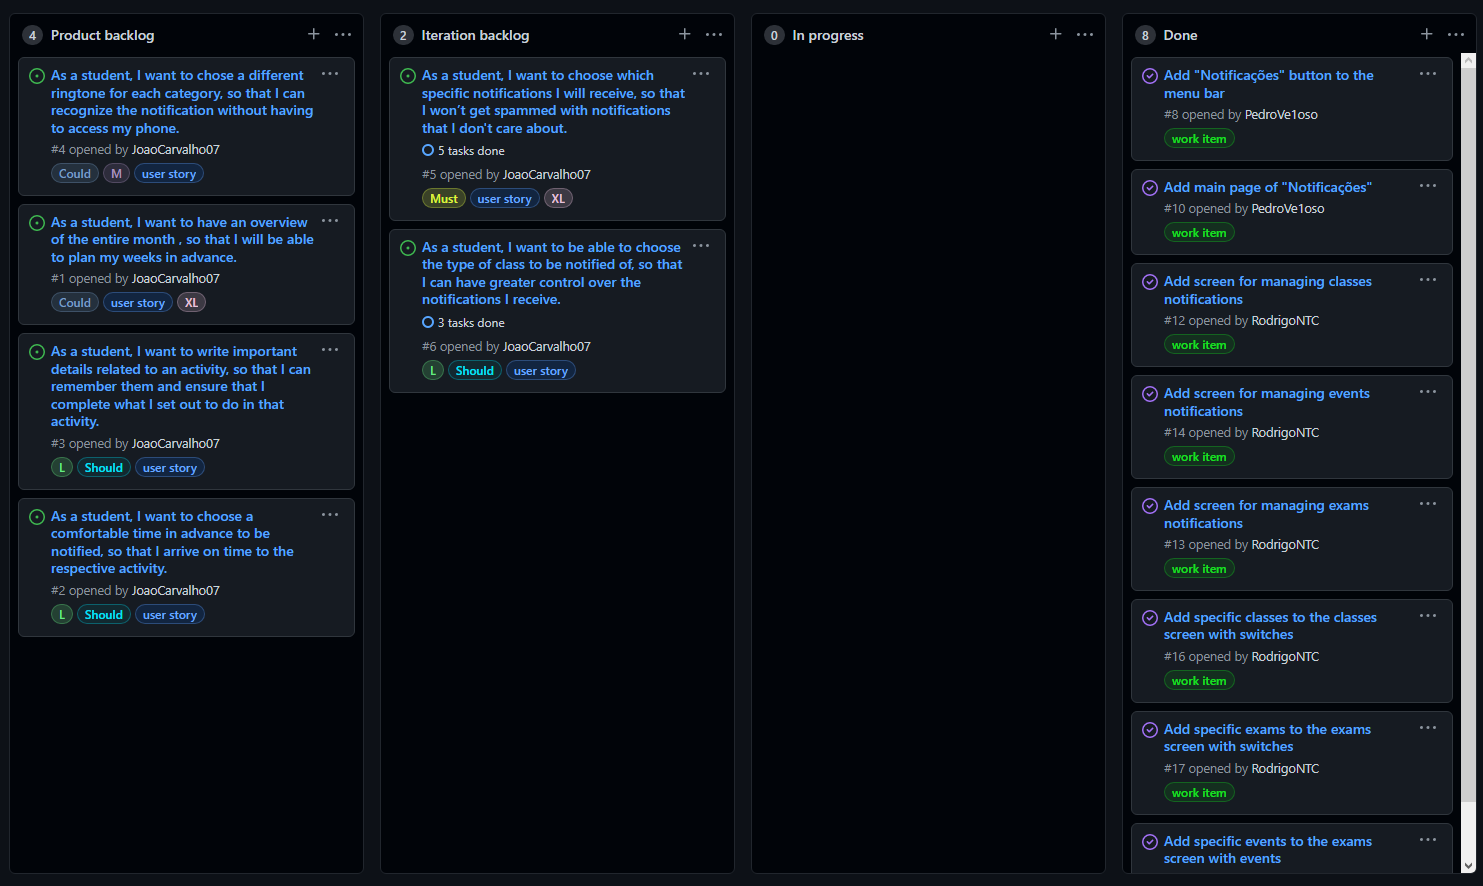 4 Product backlog
As a student, I want to chose a different
ringtone for each category, so that I can
recognize the notification without having
to access my phone.
#4 opened by JoaoCarvalho07
Could M user story
As a student, I want to have an overview
of the entire month , so that I will be able
to plan my weeks in advance.
#1 opened by JoaoCarvalho07
Could user story XL
As a student, I want to write important
details related to an activity, so that I can
remember them and ensure that I
complete what I set out to do in that
activity.
#3 opened by JoaoCarvalho07
L Should user story
As a student, I want to choose a
comfortable time in advance to be
notified, so that I arrive on time to the
respective activity.
#2 opened by JoaoCarvalho07
L Should user story
2 Iteration backlog
As a student, I want to choose which
specific notifications I will receive, so that
I won’t get spammed with notifications
that I don't care about.
5 tasks done
#5 opened by JoaoCarvalho07
Must user story XL
As a student, I want to be able to choose
the type of class to be notified of, so that
I can have greater control over the
notifications I receive.
3 tasks done
#6 opened by JoaoCarvalho07
L Should user story
0 In progress
8 Done
Add "Notificações" button to the
menu bar
#8 opened by PedroVe1oso
work item
Add main page of "Notificações"
#10 opened by PedroVe1oso
work item
Add screen for managing classes
notifications
#12 opened by RodrigoNTC
work item
Add screen for managing events
notifications
#14 opened by RodrigoNTC
work item
Add screen for managing exams
notifications
#13 opened by RodrigoNTC
work item
Add specific classes to the classes
screen with switches
#16 opened by RodrigoNTC
work item
Add specific exams to the exams
screen with switches
#17 opened by RodrigoNTC
work item
Add specific events to the exams
screen with events